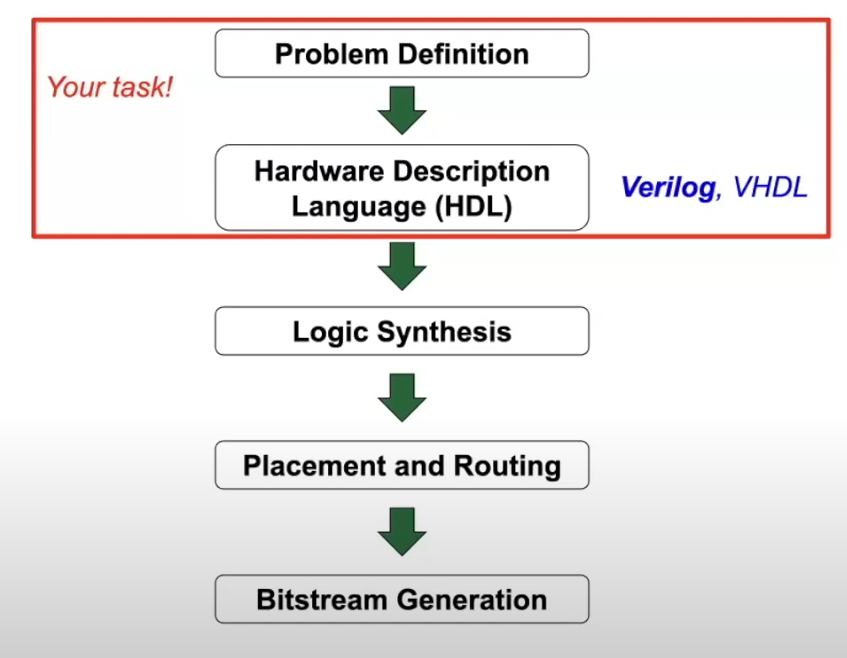 Problem Definition
Your task!
Hardware Description
Language (HDL)
Verilog, VHDL
Logic Synthesis
Placement and Routing
Bitstream Generation